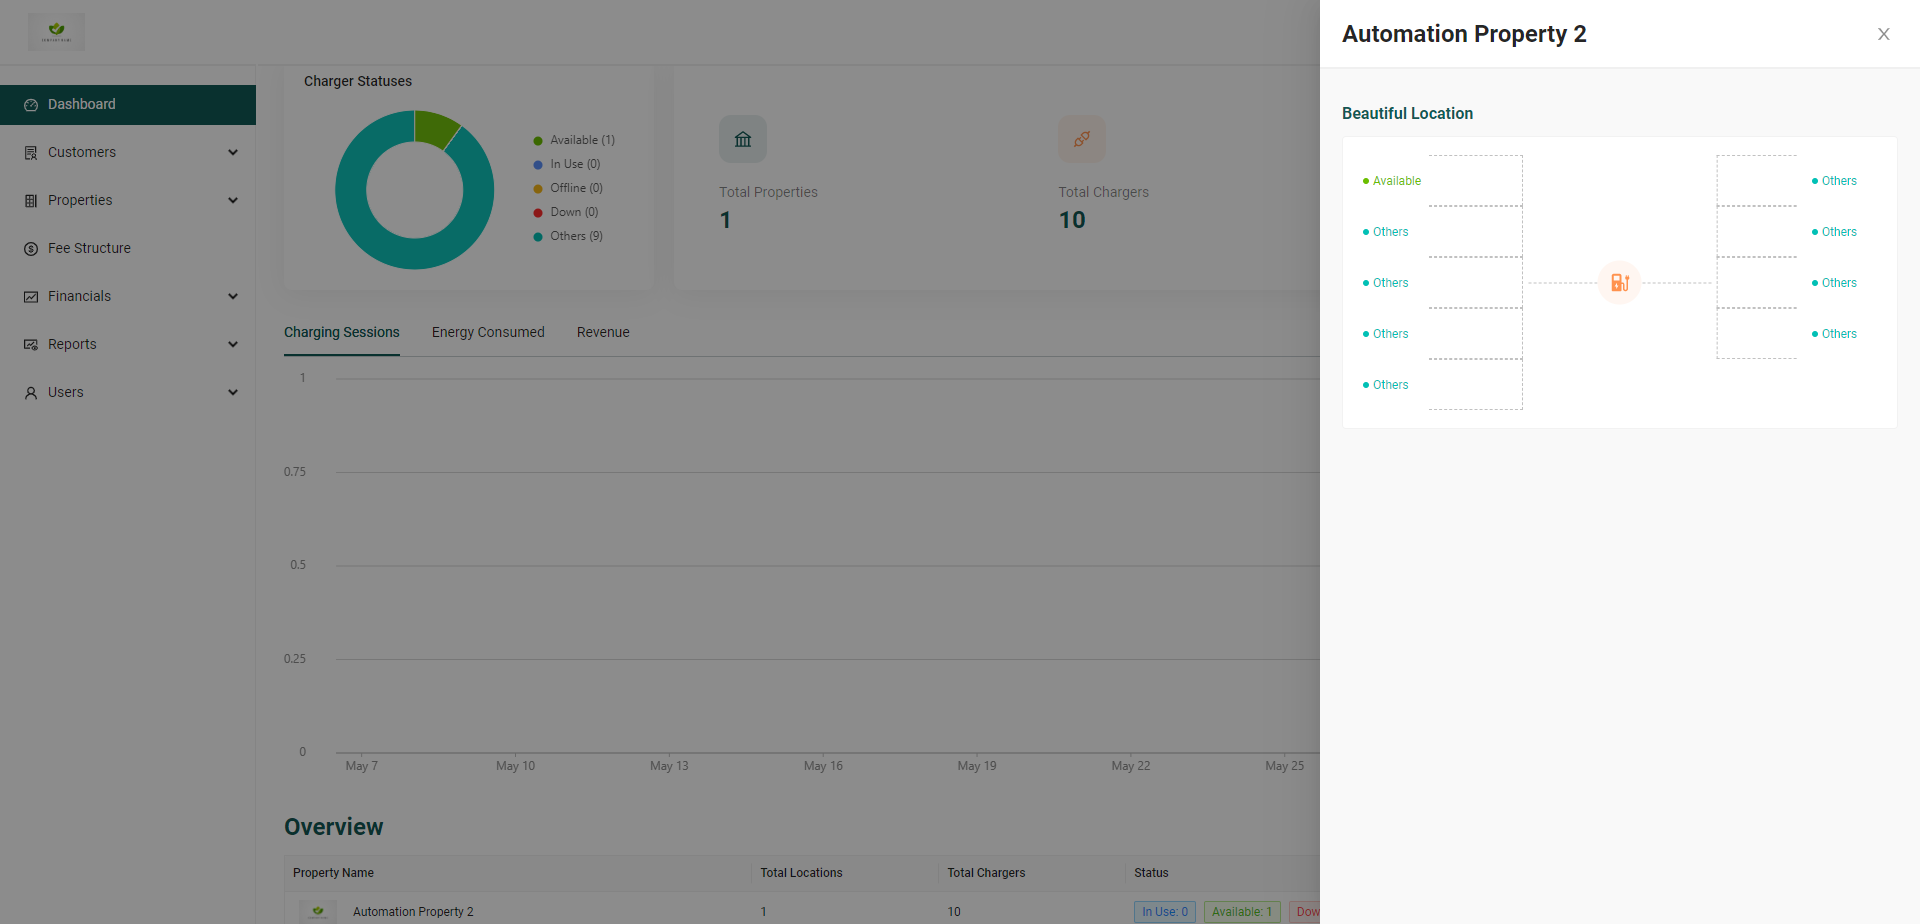 Automation Property 2
Dashboard
Customers
Properties
Fee Structure
Financials
Reports
Users
Charger Statuses
Available (1)
In Use (0)
Offline (0)
Down (0)
Others (9)
Total Properties
1
Total Chargers
10
Charging Sessions
Energy Consumed
Revenue
1
0.75
0.5
0.25
0
May 7
May 10
May 13
May 16
May 19
May 22
May 25
Overview
Property Name
Total Locations
Total Chargers
Status
Automation Property 2
1
10
In Use: 0
Available: 1
Dow
Beautiful Location
Available
Others
Others
Others
Others
Others
Others
Others
Others
Others